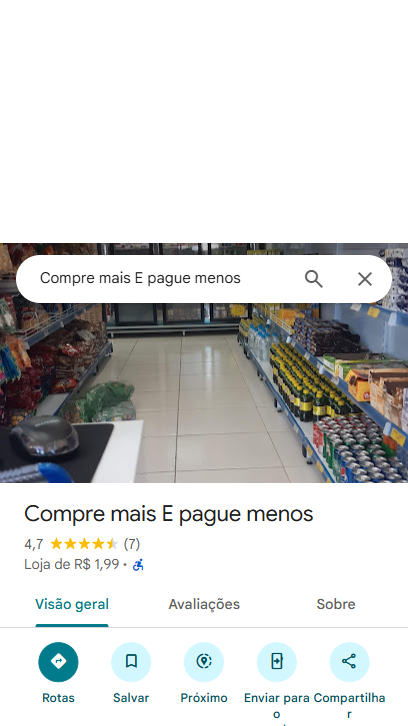 Compre mais E pague menos
Compre mais E pague menos
4,7 (7)
Loja de R$ 1,99 ·
Visão geral Avaliações Sobre
Rotas Salvar Próximo Enviar para o Compartilhar